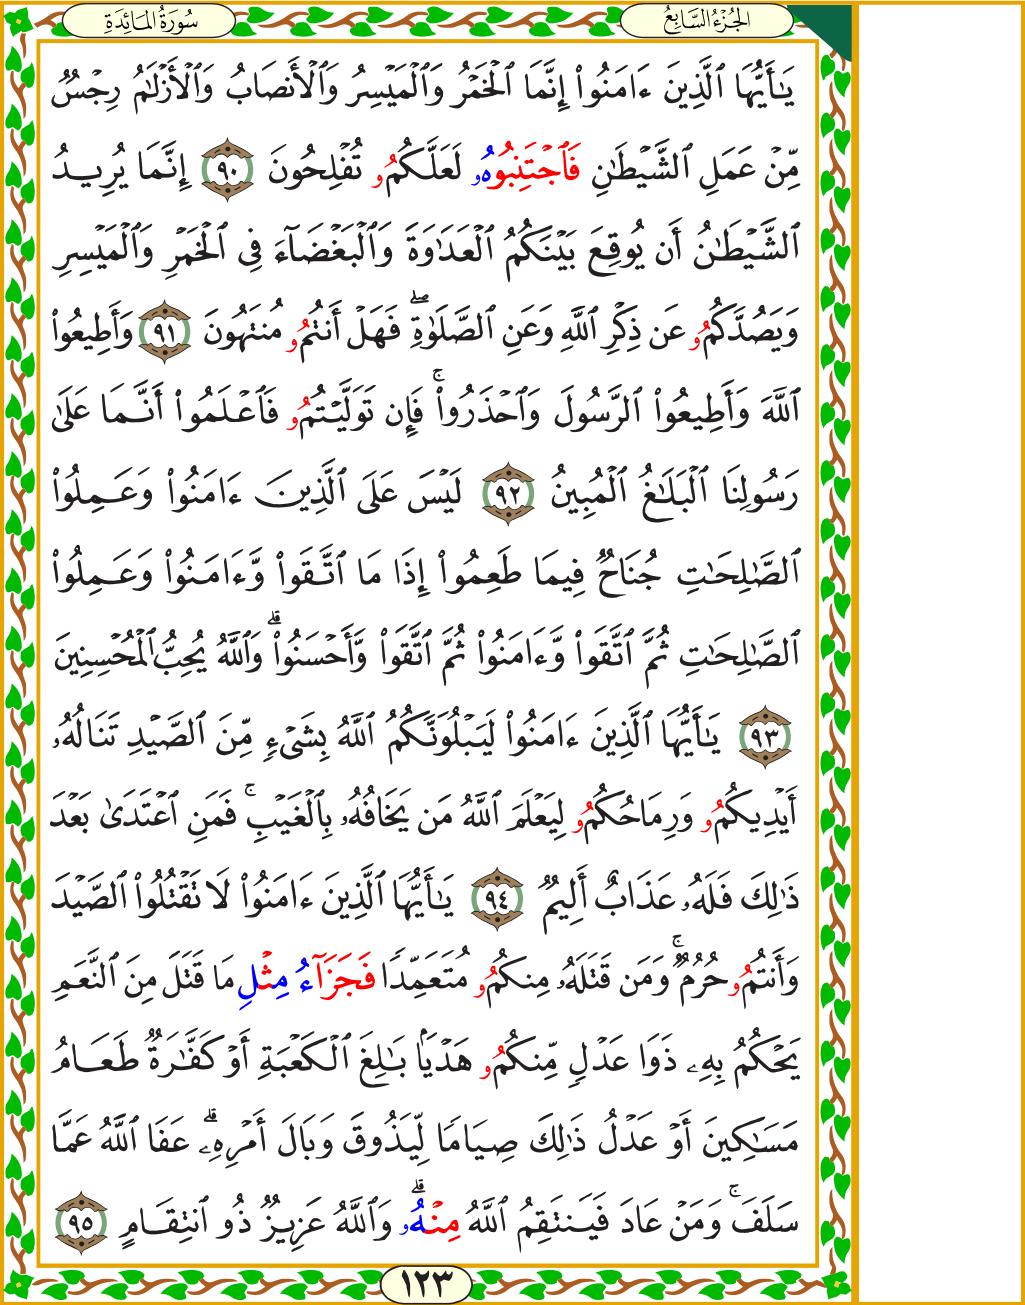 الجُزْءُ السَّابِعُ
سُورَةُ المَائِدَةِ
يَـٰٓأَيُّهَا ٱلَّذِينَ ءَامَنُوٓا۟ إِنَّمَا ٱلْخَمْرُ وَٱلْمَيْسِرُ وَٱلْأَنصَابُ وَٱلْأَزْلَـٰمُ رِجْسٌ
مِّنْ عَمَلِ ٱلشَّيْطَـٰنِ فَٱجْتَنِبُوهُۥ لَعَلَّكُمُۥ تُفْلِحُونَ ٩٠ إِنَّمَا يُرِيدُ
ٱلشَّيْطَـٰنُ أَن يُوقِعَ بَيْنَكُمُ ٱلْعَدَٰوَةَ وَٱلْبَغْضَآءَ فِى ٱلْخَمْرِ وَٱلْمَيْسِرِ
وَيَصُدَّكُمُۥ عَن ذِكْرِ ٱللَّهِ وَعَنِ ٱلصَّلَوٰةِ ۖ فَهَلْ أَنتُمُۥ مُنتَهُونَ ٩١ وَأَطِيعُوا۟
ٱللَّهَ وَأَطِيعُوا۟ ٱلرَّسُولَ وَٱحْذَرُوا۟ ۚ فَإِن تَوَلَّيْتُمُۥ فَٱعْلَمُوٓا۟ أَنَّمَا عَلَىٰ
رَسُولِنَا ٱلْبَلَـٰغُ ٱلْمُبِينُ ٩٢ لَيْسَ عَلَى ٱلَّذِينَ ءَامَنُوا۟ وَعَمِلُوا۟
ٱلصَّـٰلِحَـٰتِ جُنَاحٌ فِيمَا طَعِمُوٓا۟ إِذَا مَا ٱتَّقَوا۟ وَّءَامَنُوا۟ وَعَمِلُوا۟
ٱلصَّـٰلِحَـٰتِ ثُمَّ ٱتَّقَوا۟ وَّءَامَنُوا۟ ثُمَّ ٱتَّقَوا۟ وَّأَحْسَنُوا۟ ۗ وَٱللَّهُ يُحِبُّ ٱلْمُحْسِنِينَ
٩٣ يَـٰٓأَيُّهَا ٱلَّذِينَ ءَامَنُوا۟ لَيَبْلُوَنَّكُمُ ٱللَّهُ بِشَىْءٍ مِّنَ ٱلصَّيْدِ تَنَالُهُۥ
أَيْدِيكُمُۥ وَرِمَاحُكُمُۥ لِيَعْلَمَ ٱللَّهُ مَن يَخَافُهُۥ بِٱلْغَيْبِ ۚ فَمَنِ ٱعْتَدَىٰ بَعْدَ
ذَٰلِكَ فَلَهُۥ عَذَابٌ أَلِيمٌ ٩٤ يَـٰٓأَيُّهَا ٱلَّذِينَ ءَامَنُوا۟ لَا تَقْتُلُوا۟ ٱلصَّيْدَ
وَأَنتُمُۥ حُرُمٌ ۚ وَمَن قَتَلَهُۥ مِنكُمُۥ مُتَعَمِّدًا فَجَزَآءُ مِثْلِ مَا قَتَلَ مِنَ ٱلنَّعَمِ
يَحْكُمُ بِهِۦ ذَوَا عَدْلٍ مِّنكُمُۥ هَدْيًۢا بَـٰلِغَ ٱلْكَعْبَةِ أَوْ كَفَّـٰرَةٌ طَعَامُ
مَسَـٰكِينَ أَوْ عَدْلُ ذَٰلِكَ صِيَامًا لِّيَذُوقَ وَبَالَ أَمْرِهِۦ ۗ عَفَا ٱللَّهُ عَمَّا
سَلَفَ ۚ وَمَنْ عَادَ فَيَنتَقِمُ ٱللَّهُ مِنْهُۥ ۗ وَٱللَّهُ عَزِيزٌ ذُو ٱنتِقَامٍ ٩٥
١٢٣